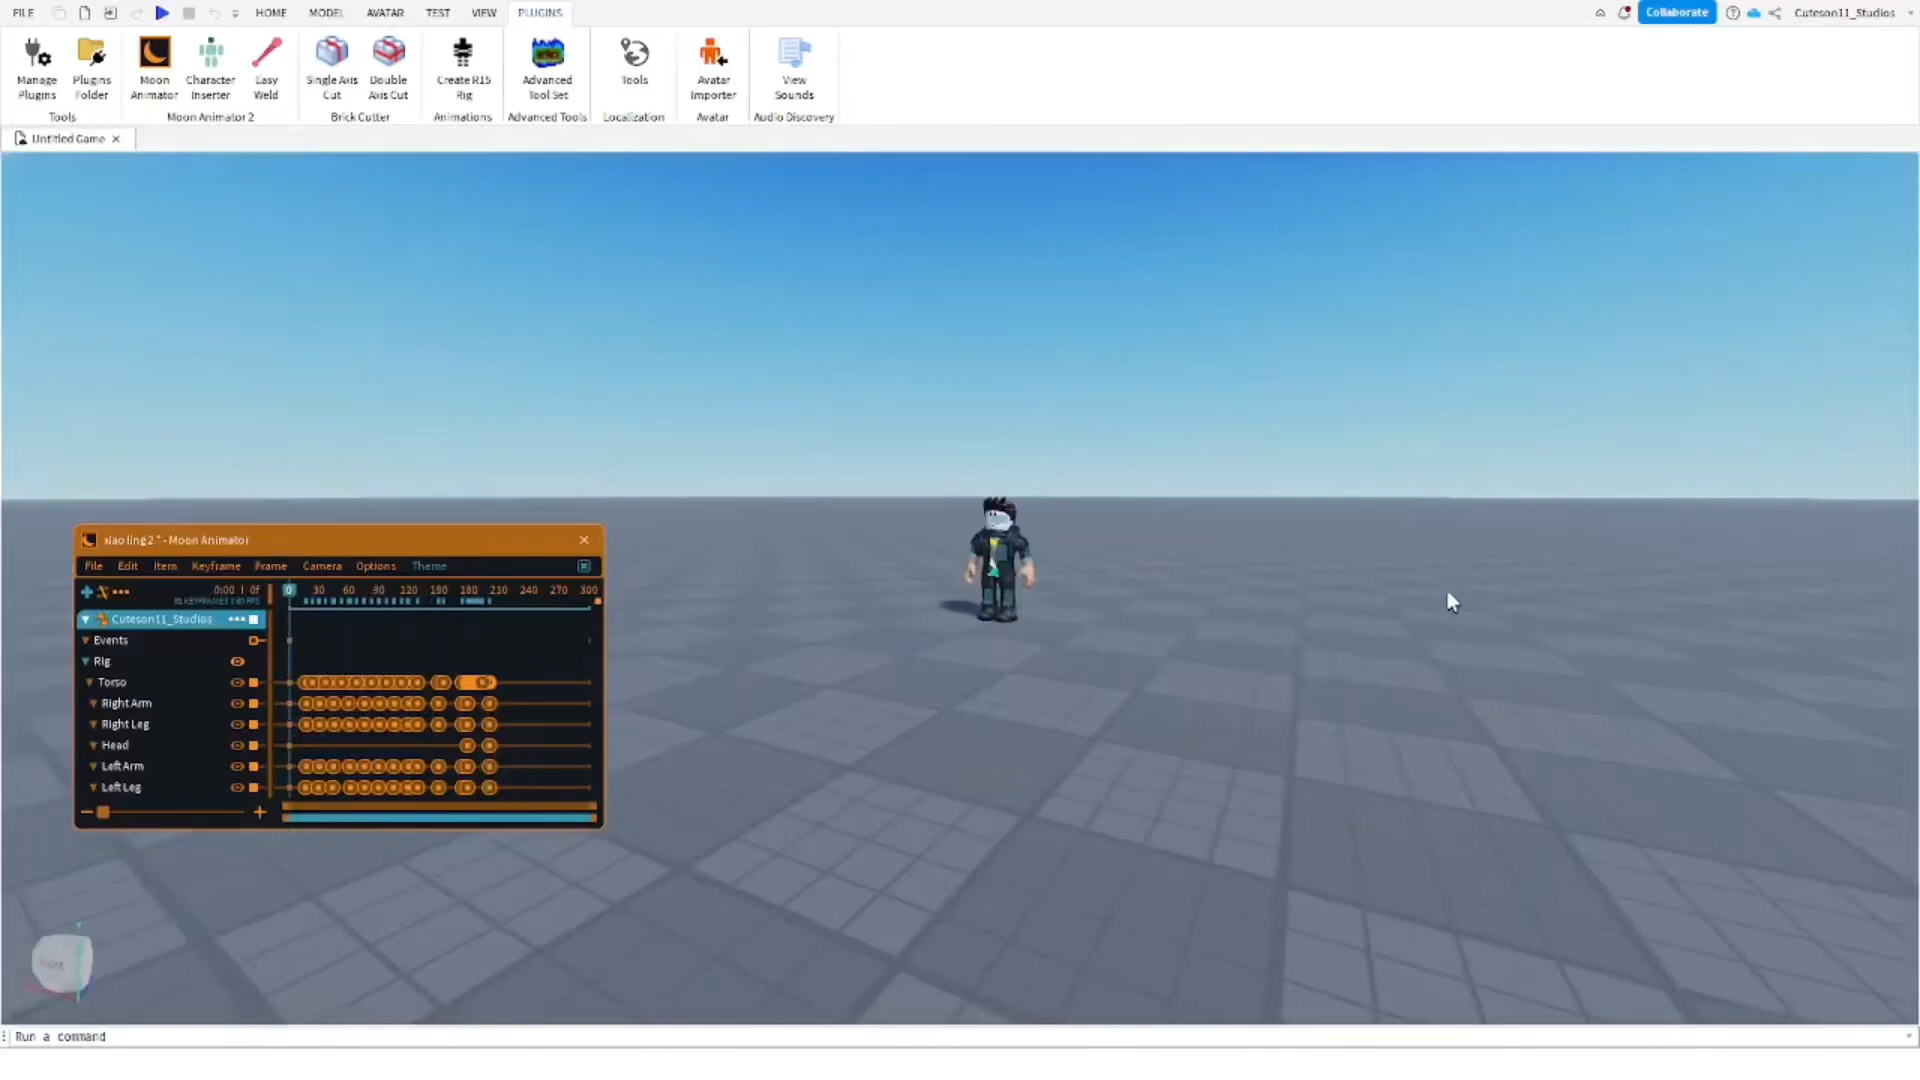 FILE HOME MODEL AVATAR TEST VIEW PLUGINS Collaborate Cuteson11_Studios
Manage Plugins
Plugins Folder
Moon Animator
Character Inserter
Easy Weld
Single Axis Cut
Double Axis Cut
Create R15 Rig
Advanced Tool Set
Tools
Avatar Importer
View Sounds
Tools Moon Animator 2 Brick Cutter Animations Advanced Tools Localization Avatar Audio Discovery
Untitled Game
xiao ling 2 * - Moon Animator
File Edit Item Keyframe Frame Camera Options Theme
0:00 | 0f 0 30 60 90 120 150 180 210 240 270 300
Cuteson11_Studios
Events
Rig
Torso
Right Arm
Right Leg
Head
Left Arm
Left Leg
Front
Y
Run a command